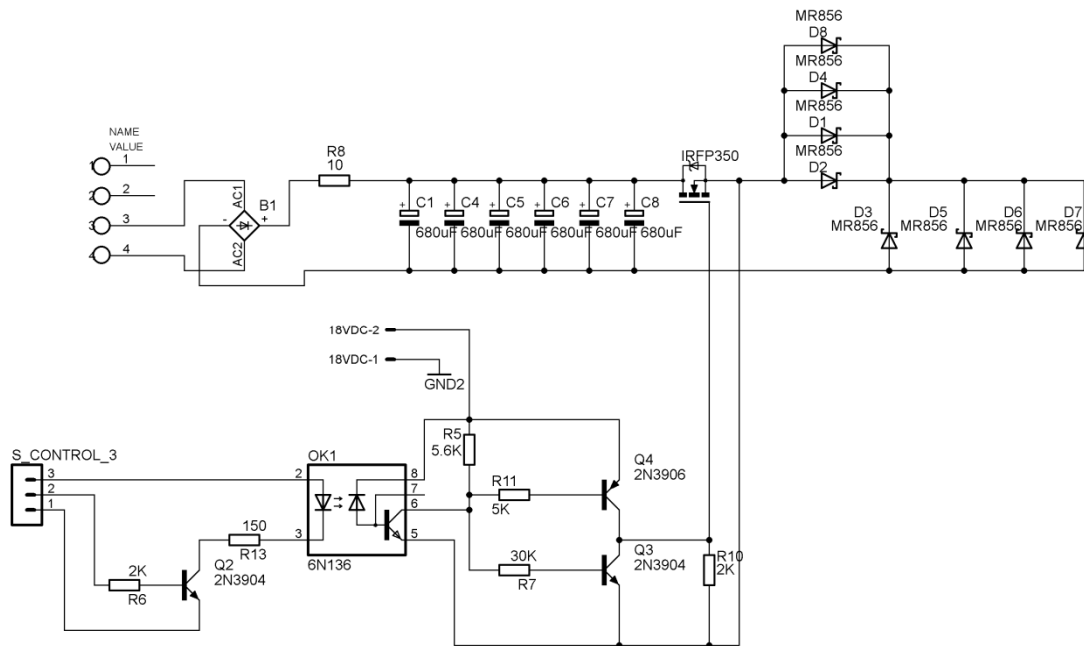 MR856
D8
MR856
D4
MR856
D1
MR856
D2
NAME
VALUE
1 1
2 2
3 3
4 4
AC1
AC2
- +
B1
R8
10
+ C1
680uF
+ C4
680uF
+ C5
680uF
+ C6
680uF
+ C7
680uF
+ C8
680uF
IRFP350
D3
MR856
D5
MR856
D6
MR856
D7
MR856
18VDC-2
18VDC-1
GND2
S_CONTROL_3
3
2
1
2K
R6
Q2
2N3904
150
R13
OK1
2
3
8
7
6
5
6N136
R5
5.6K
R11
5K
30K
R7
Q4
2N3906
Q3
2N3904
R10
2K